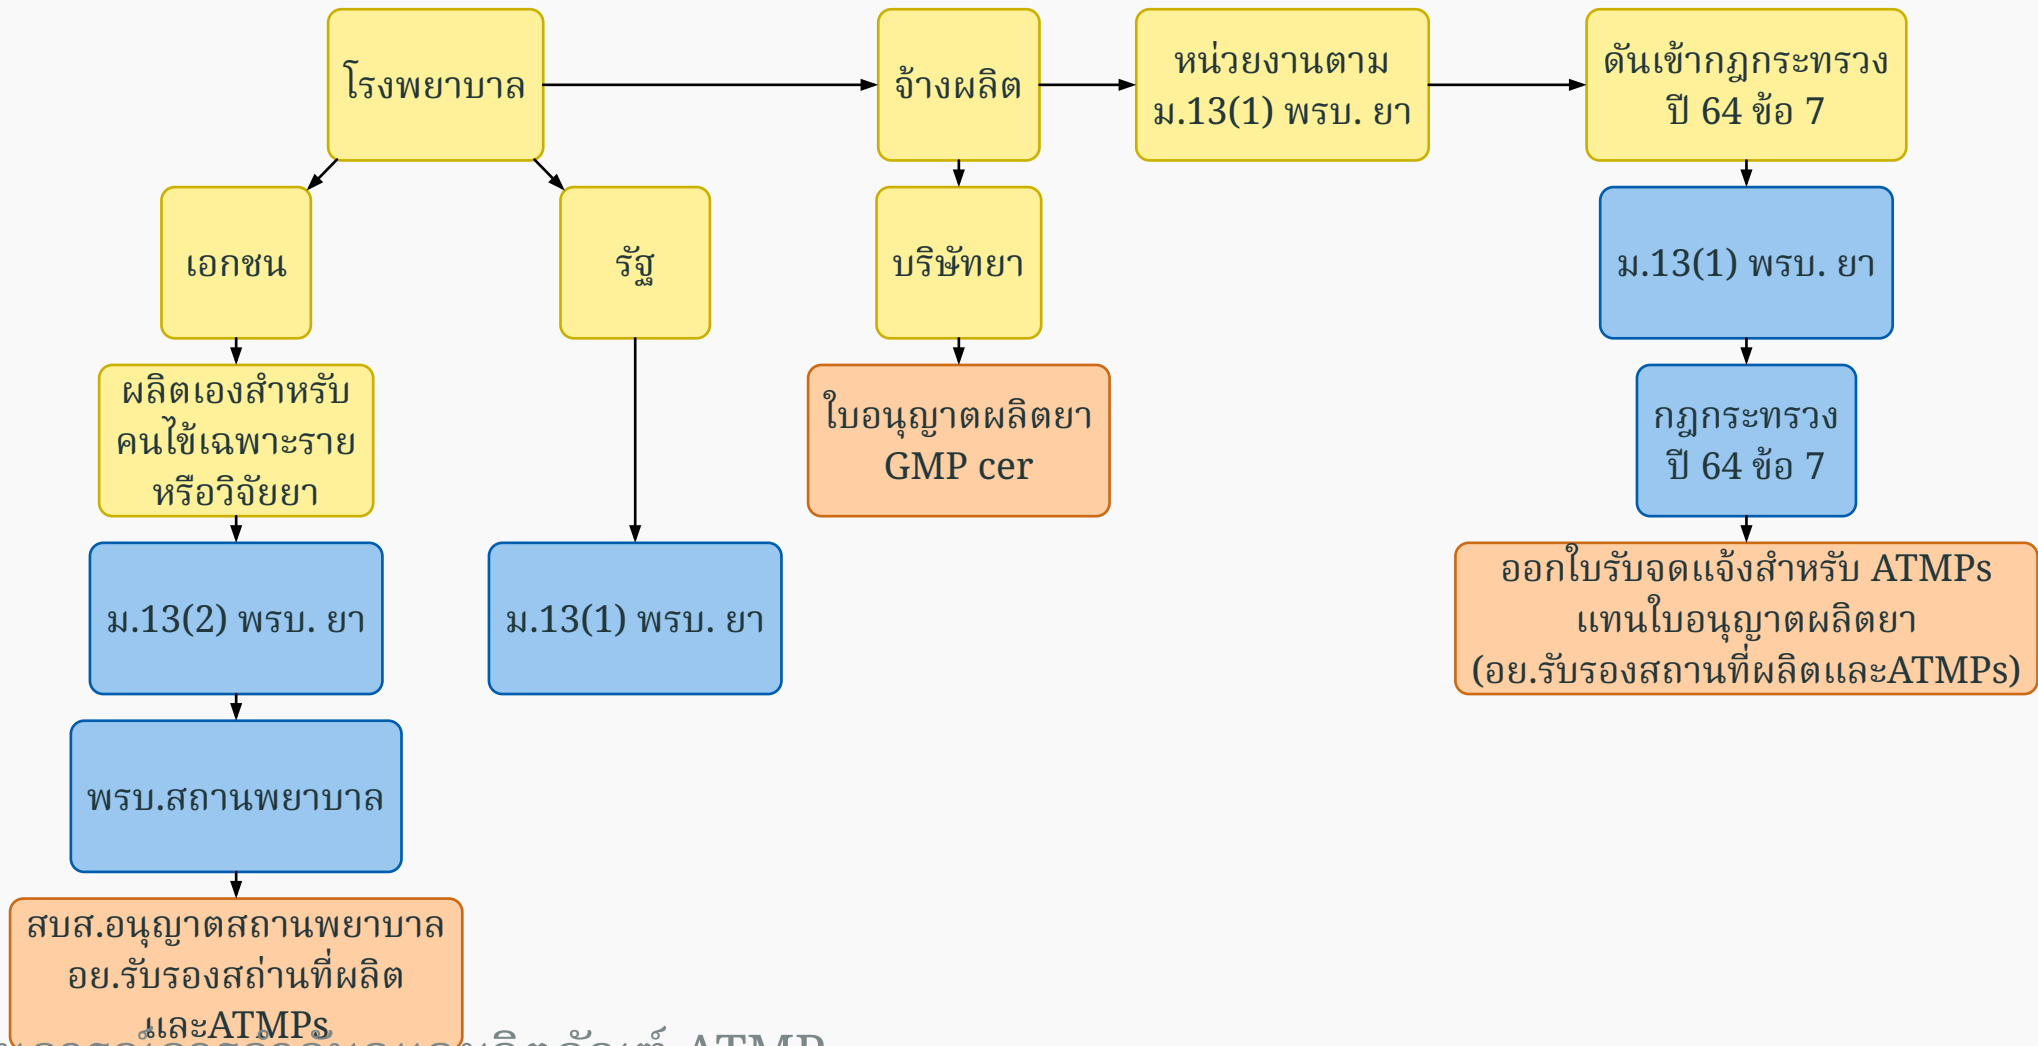 โรงพยาบาล
จ้างผลิต
หน่วยงานตาม
ม.13(1) พรบ. ยา
ดันเข้ากฎกระทรวง
ปี 64 ข้อ 7
เอกชน
รัฐ
บริษัทยา
ม.13(1) พรบ. ยา
ผลิตเองสำหรับ
คนไข้เฉพาะราย
หรือวิจัยยา
ใบอนุญาตผลิตยา
GMP cer
กฎกระทรวง
ปี 64 ข้อ 7
ม.13(2) พรบ. ยา
ม.13(1) พรบ. ยา
ออกใบรับจดแจ้งสำหรับ ATMPs
แทนใบอนุญาตผลิตยา
(อย.รับรองสถานที่ผลิตและATMPs)
พรบ.สถานพยาบาล
สบส.อนุญาตสถานพยาบาล
อย.รับรองสถ่านที่ผลิต
และATMPs
ATMP